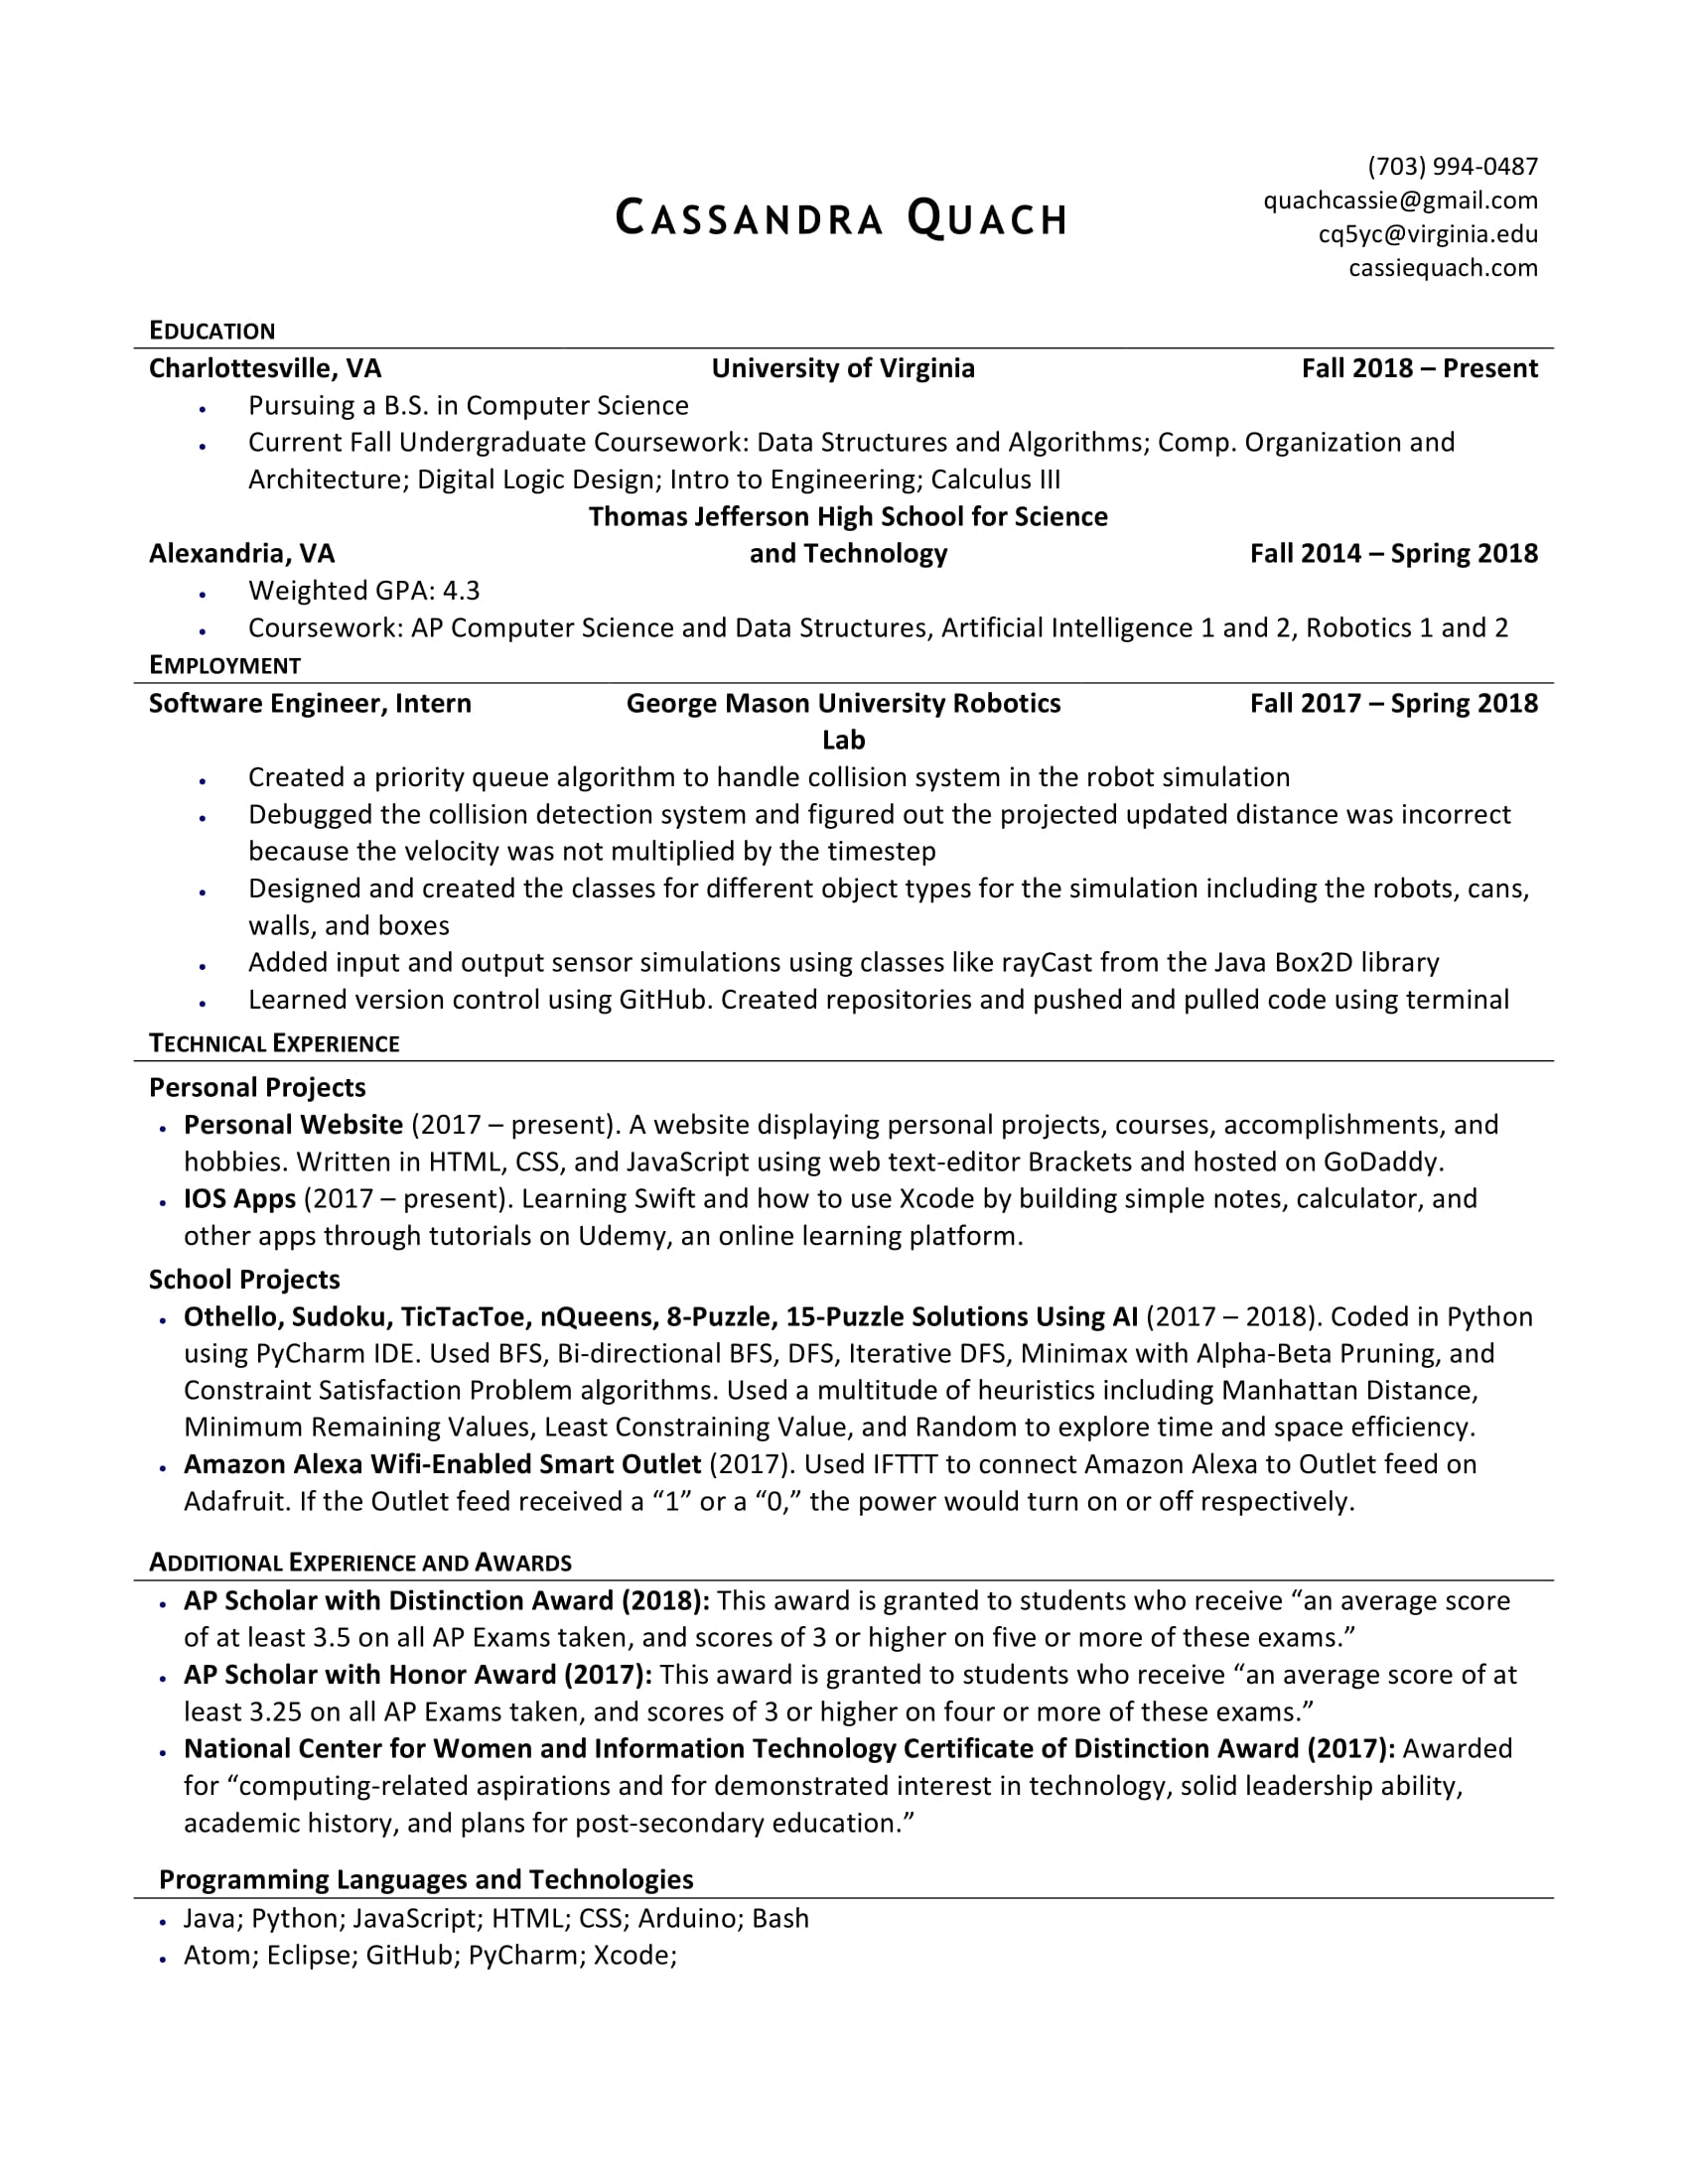 (703) 994-0487
CASSANDRA QUACH
quachcassie@gmail.com
cq5yc@virginia.edu
cassiequach.com
EDUCATION
Charlottesville, VA University of Virginia Fall 2018 – Present
• Pursuing a B.S. in Computer Science
• Current Fall Undergraduate Coursework: Data Structures and Algorithms; Comp. Organization and
Architecture; Digital Logic Design; Intro to Engineering; Calculus III
Thomas Jefferson High School for Science
Alexandria, VA and Technology Fall 2014 – Spring 2018
• Weighted GPA: 4.3
• Coursework: AP Computer Science and Data Structures, Artificial Intelligence 1 and 2, Robotics 1 and 2
EMPLOYMENT
Software Engineer, Intern George Mason University Robotics Fall 2017 – Spring 2018
Lab
• Created a priority queue algorithm to handle collision system in the robot simulation
• Debugged the collision detection system and figured out the projected updated distance was incorrect
because the velocity was not multiplied by the timestep
• Designed and created the classes for different object types for the simulation including the robots, cans,
walls, and boxes
• Added input and output sensor simulations using classes like rayCast from the Java Box2D library
• Learned version control using GitHub. Created repositories and pushed and pulled code using terminal
TECHNICAL EXPERIENCE
Personal Projects
• Personal Website (2017 – present). A website displaying personal projects, courses, accomplishments, and
hobbies. Written in HTML, CSS, and JavaScript using web text-editor Brackets and hosted on GoDaddy.
• IOS Apps (2017 – present). Learning Swift and how to use Xcode by building simple notes, calculator, and
other apps through tutorials on Udemy, an online learning platform.
School Projects
• Othello, Sudoku, TicTacToe, nQueens, 8-Puzzle, 15-Puzzle Solutions Using AI (2017 – 2018). Coded in Python
using PyCharm IDE. Used BFS, Bi-directional BFS, DFS, Iterative DFS, Minimax with Alpha-Beta Pruning, and
Constraint Satisfaction Problem algorithms. Used a multitude of heuristics including Manhattan Distance,
Minimum Remaining Values, Least Constraining Value, and Random to explore time and space efficiency.
• Amazon Alexa Wifi-Enabled Smart Outlet (2017). Used IFTTT to connect Amazon Alexa to Outlet feed on
Adafruit. If the Outlet feed received a “1” or a “0,” the power would turn on or off respectively.
ADDITIONAL EXPERIENCE AND AWARDS
• AP Scholar with Distinction Award (2018): This award is granted to students who receive “an average score
of at least 3.5 on all AP Exams taken, and scores of 3 or higher on five or more of these exams.”
• AP Scholar with Honor Award (2017): This award is granted to students who receive “an average score of at
least 3.25 on all AP Exams taken, and scores of 3 or higher on four or more of these exams.”
• National Center for Women and Information Technology Certificate of Distinction Award (2017): Awarded
for “computing-related aspirations and for demonstrated interest in technology, solid leadership ability,
academic history, and plans for post-secondary education.”
Programming Languages and Technologies
• Java; Python; JavaScript; HTML; CSS; Arduino; Bash
• Atom; Eclipse; GitHub; PyCharm; Xcode;